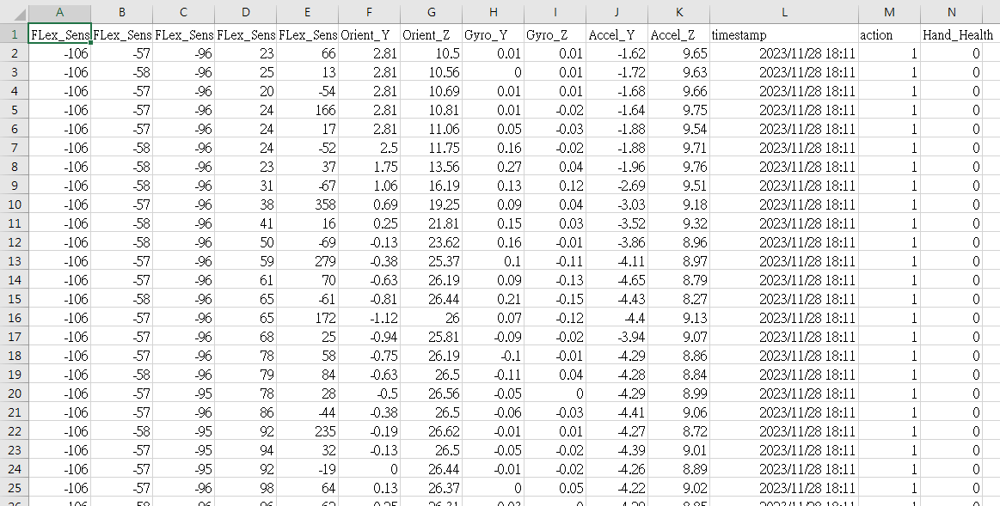 A B C D E F G H I J K L M N
1 FLex_Sens FLex_Sens FLex_Sens FLex_Sens FLex_Sens Orient_Y Orient_Z Gyro_Y Gyro_Z Accel_Y Accel_Z timestamp action Hand_Health
2 -106 -57 -96 23 66 2.81 10.5 0.01 0.01 -1.62 9.65 2023/11/28 18:11 1 0
3 -106 -58 -96 25 13 2.81 10.56 0 0.01 -1.72 9.63 2023/11/28 18:11 1 0
4 -106 -57 -96 20 -54 2.81 10.69 0.01 0.01 -1.68 9.66 2023/11/28 18:11 1 0
5 -106 -57 -96 24 166 2.81 10.81 0.01 -0.02 -1.64 9.75 2023/11/28 18:11 1 0
6 -106 -57 -96 24 17 2.81 11.06 0.05 -0.03 -1.88 9.54 2023/11/28 18:11 1 0
7 -106 -58 -96 24 -52 2.5 11.75 0.16 -0.02 -1.88 9.71 2023/11/28 18:11 1 0
8 -106 -58 -96 23 37 1.75 13.56 0.27 0.04 -1.96 9.76 2023/11/28 18:11 1 0
9 -106 -58 -96 31 -67 1.06 16.19 0.13 0.12 -2.69 9.51 2023/11/28 18:11 1 0
10 -106 -57 -96 38 358 0.69 19.25 0.09 0.04 -3.03 9.18 2023/11/28 18:11 1 0
11 -106 -58 -96 41 16 0.25 21.81 0.15 0.03 -3.52 9.32 2023/11/28 18:11 1 0
12 -106 -58 -96 50 -69 -0.13 23.62 0.16 -0.01 -3.86 8.96 2023/11/28 18:11 1 0
13 -106 -57 -96 59 279 -0.38 25.37 0.1 -0.11 -4.11 8.97 2023/11/28 18:11 1 0
14 -106 -57 -96 61 70 -0.63 26.19 0.09 -0.13 -4.65 8.79 2023/11/28 18:11 1 0
15 -106 -58 -96 65 -61 -0.81 26.44 0.21 -0.15 -4.43 8.27 2023/11/28 18:11 1 0
16 -106 -57 -96 65 172 -1.12 26 0.07 -0.12 -4.4 9.13 2023/11/28 18:11 1 0
17 -106 -57 -96 68 25 -0.94 25.81 -0.09 -0.02 -3.94 9.07 2023/11/28 18:11 1 0
18 -106 -57 -96 78 58 -0.75 26.19 -0.1 -0.01 -4.29 8.86 2023/11/28 18:11 1 0
19 -106 -58 -96 79 84 -0.63 26.5 -0.11 0.04 -4.28 8.84 2023/11/28 18:11 1 0
20 -106 -57 -95 78 28 -0.5 26.56 -0.05 0 -4.29 8.99 2023/11/28 18:11 1 0
21 -106 -57 -96 86 -44 -0.38 26.5 -0.06 -0.03 -4.41 9.06 2023/11/28 18:11 1 0
22 -106 -58 -95 92 235 -0.19 26.62 -0.01 0.01 -4.27 8.72 2023/11/28 18:11 1 0
23 -106 -57 -95 94 32 -0.13 26.5 -0.05 -0.02 -4.39 9.01 2023/11/28 18:11 1 0
24 -106 -57 -95 92 -19 0 26.44 -0.01 -0.02 -4.26 8.89 2023/11/28 18:11 1 0
25 -106 -57 -96 98 64 0.13 26.37 0 0.05 -4.22 9.02 2023/11/28 18:11 1 0